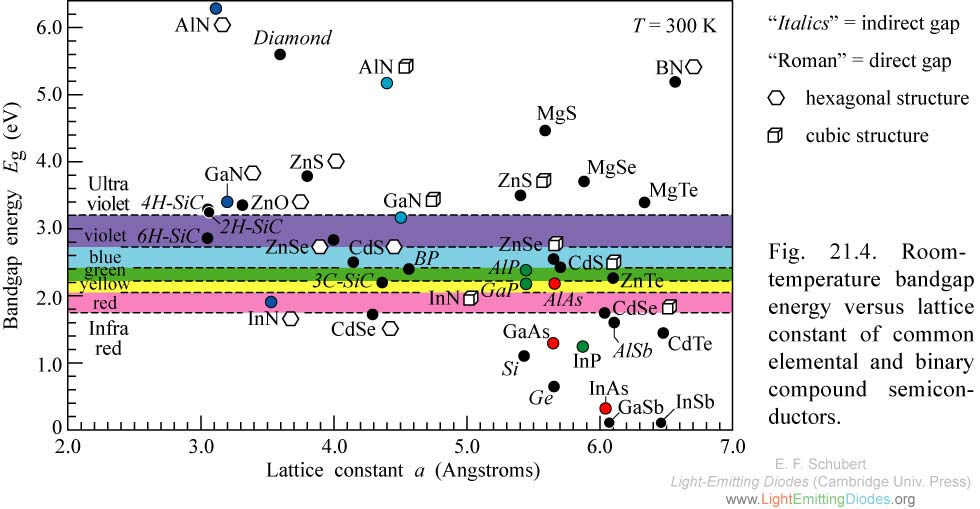 6.0
5.0
4.0
3.0
2.0
1.0
0
2.0
3.0
4.0
5.0
6.0
7.0
Bandgap energy Eg (eV)
Lattice constant a (Angstroms)
T = 300 K
AlN
Diamond
AlN
BN
MgS
ZnS
GaN
MgSe
ZnS
MgTe
Ultra
violet
4H-SiC
ZnO
GaN
2H-SiC
violet
6H-SiC
ZnSe
CdS
ZnSe
blue
BP
CdS
green
AlP
3C-SiC
ZnTe
yellow
GaP
AlAs
red
InN
CdSe
InN
CdSe
Infra
red
GaAs
AlSb
CdTe
Si
InP
Ge
InAs
GaSb
InSb
“Italics” = indirect gap
“Roman” = direct gap
hexagonal structure
cubic structure
Fig. 21.4. Room-
temperature bandgap
energy versus lattice
constant of common
elemental and binary
compound semicon-
ductors.
E. F. Schubert
Light-Emitting Diodes (Cambridge Univ. Press)
www.LightEmittingDiodes.org